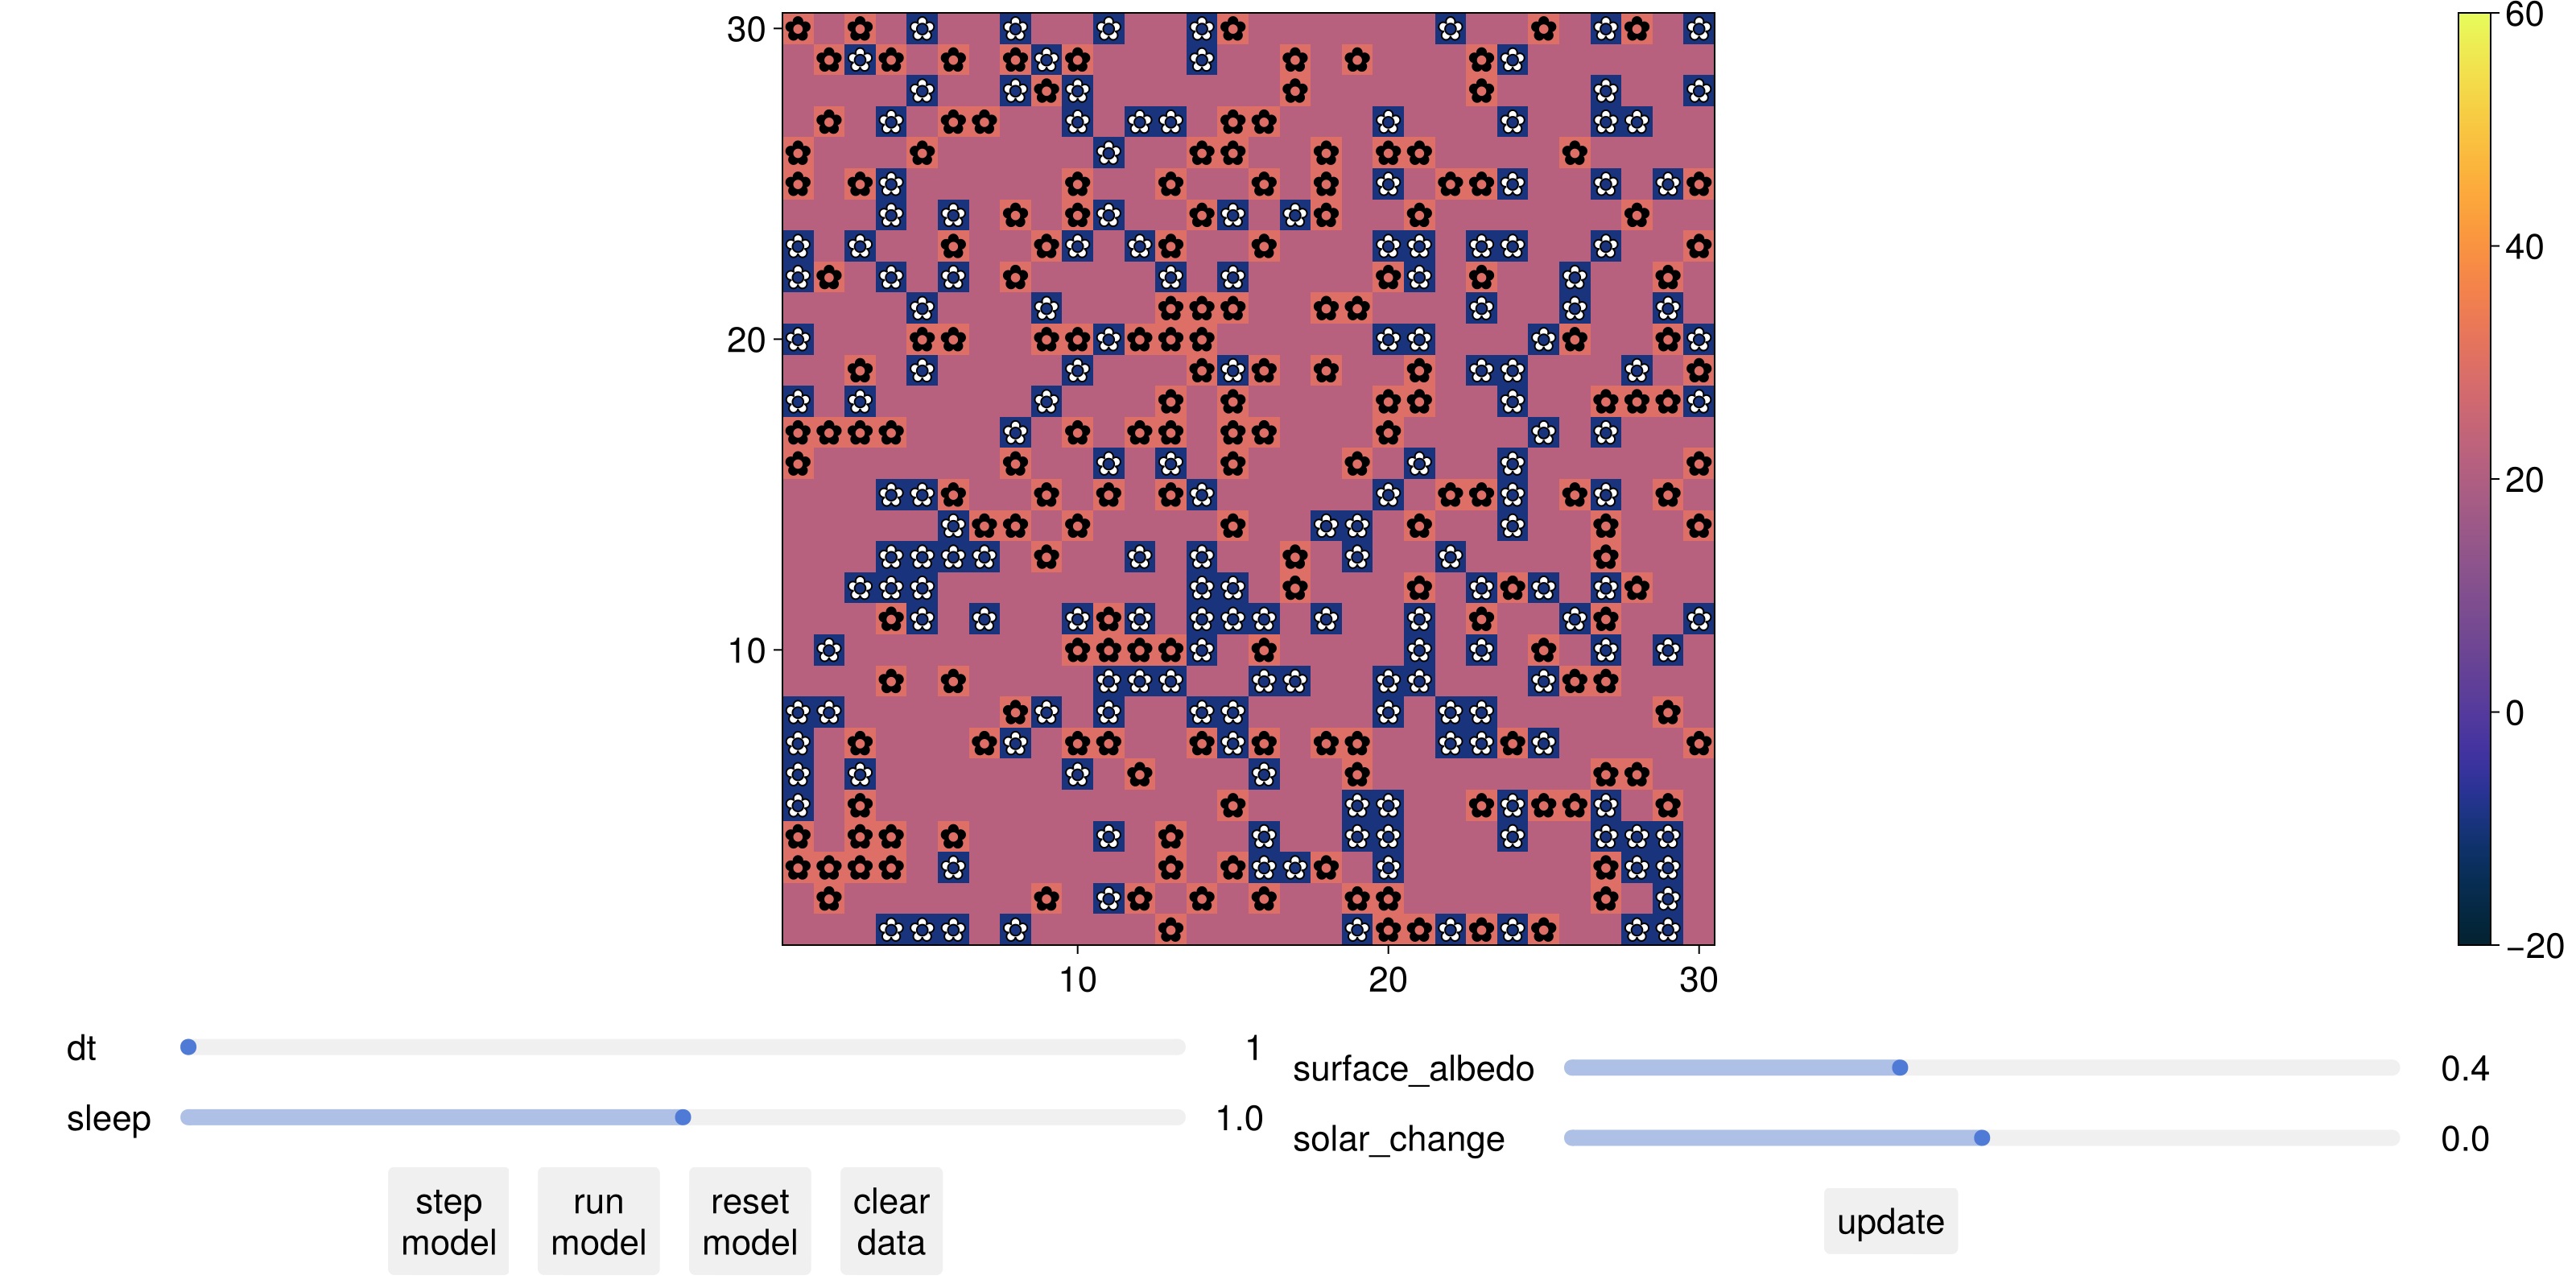 30
20
10
10
20
30
60
40
20
0
−20
dt
1
sleep
1.0
surface_albedo
0.4
solar_change
0.0
step
model
run
model
reset
model
clear
data
update